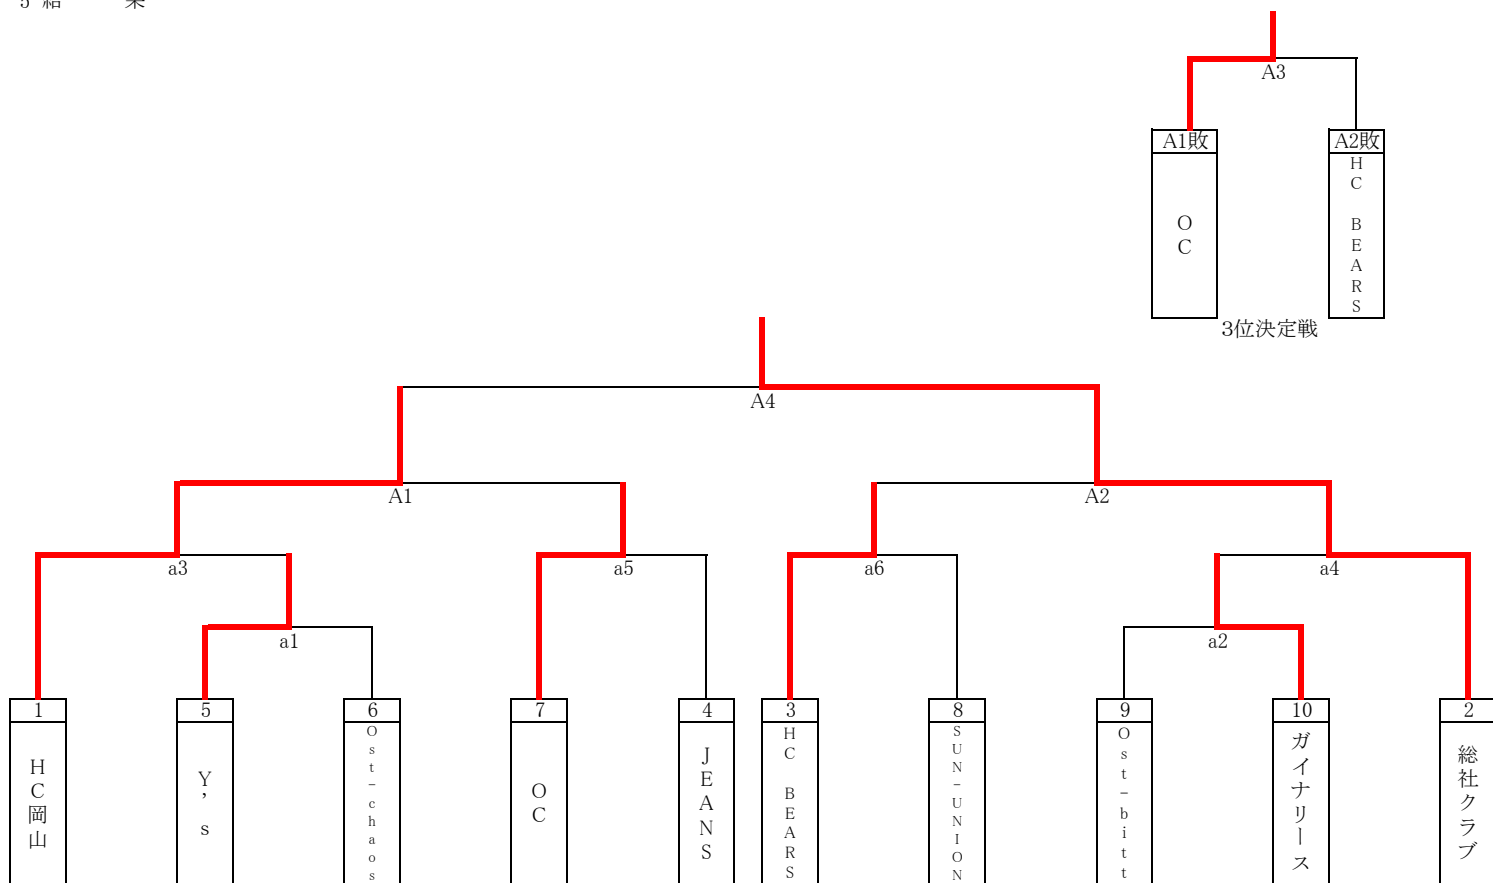 5 結 果
A3
A1敗
A2敗
OC
HC BEARS
3位決定戦
A4
A1
A2
a3
a5
a6
a4
a1
a2
1
5
6
7
4
3
8
9
10
2
HC岡山
Y’s
Ost-chaos
OC
JEANS
HC BEARS
SUN-UNION
Ost-bitt
ガイナリース
総社クラブ